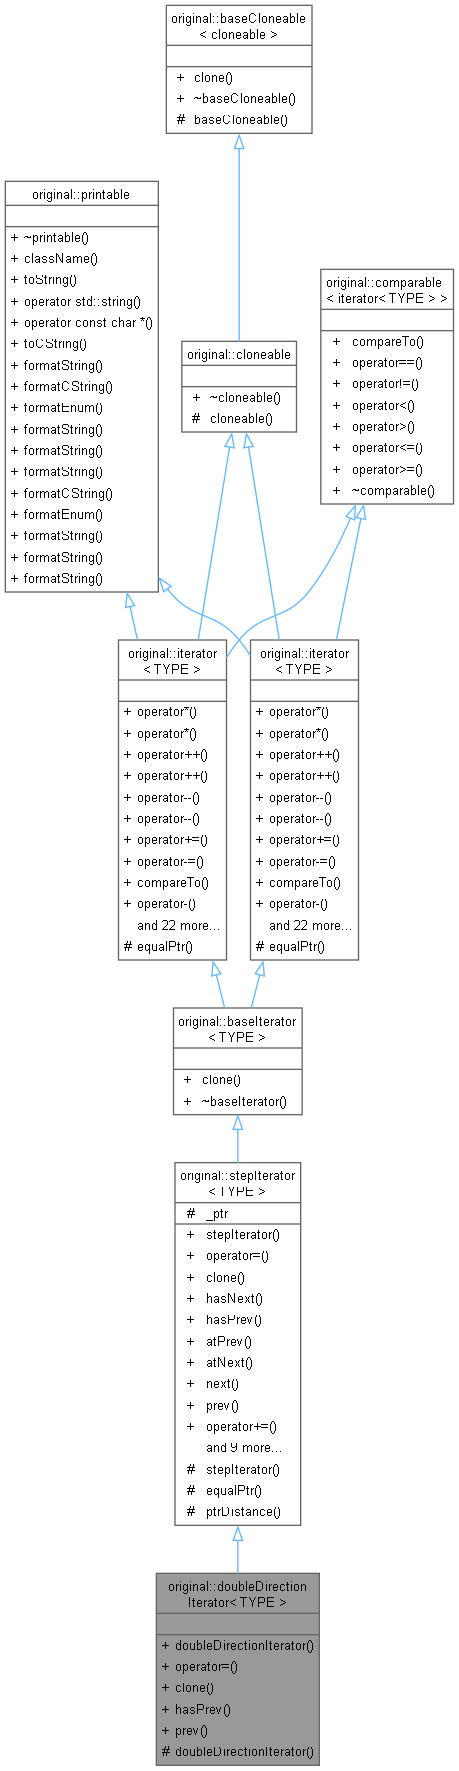 original::baseCloneable
< cloneable >
+ clone()
+ ~baseCloneable()
# baseCloneable()
original::printable
+ ~printable()
+ className()
+ toString()
+ operator std::string()
+ operator const char *()
+ toCString()
+ formatString()
+ formatCString()
+ formatEnum()
+ formatString()
+ formatString()
+ formatString()
+ formatCString()
+ formatEnum()
+ formatString()
+ formatString()
+ formatString()
original::comparable
< iterator< TYPE > >
+ compareTo()
+ operator==()
+ operator!=()
+ operator<()
+ operator>()
+ operator<=()
+ operator>=()
+ ~comparable()
original::cloneable
+ ~cloneable()
# cloneable()
original::iterator
< TYPE >
+ operator*()
+ operator*()
+ operator++()
+ operator++()
+ operator--()
+ operator--()
+ operator+=()
+ operator-=()
+ compareTo()
+ operator-()
and 22 more...
# equalPtr()
original::iterator
< TYPE >
+ operator*()
+ operator*()
+ operator++()
+ operator++()
+ operator--()
+ operator--()
+ operator+=()
+ operator-=()
+ compareTo()
+ operator-()
and 22 more...
# equalPtr()
original::baseIterator
< TYPE >
+ clone()
+ ~baseIterator()
original::stepIterator
< TYPE >
# _ptr
+ stepIterator()
+ operator=()
+ clone()
+ hasNext()
+ hasPrev()
+ atPrev()
+ atNext()
+ next()
+ prev()
+ operator+=()
and 9 more...
# stepIterator()
# equalPtr()
# ptrDistance()
original::doubleDirection
Iterator< TYPE >
+ doubleDirectionIterator()
+ operator=()
+ clone()
+ hasPrev()
+ prev()
# doubleDirectionIterator()